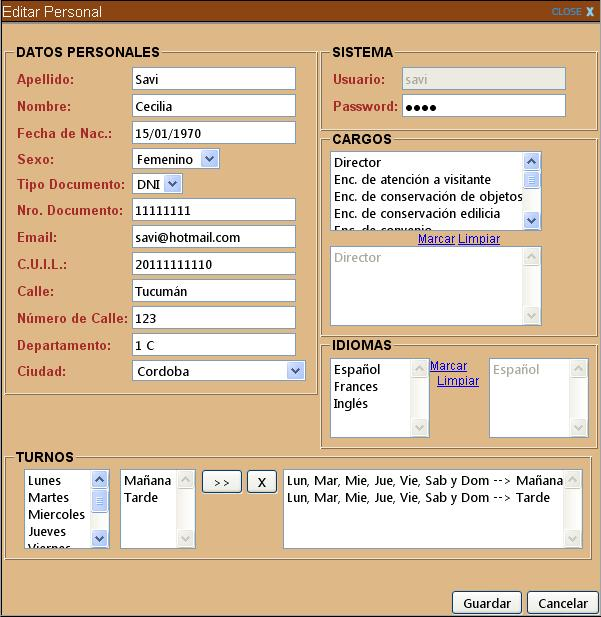 Editar Personal
CLOSE X
DATOS PERSONALES
Apellido: Savi
Nombre: Cecilia
Fecha de Nac.: 15/01/1970
Sexo: Femenino
Tipo Documento: DNI
Nro. Documento: 11111111
Email: savi@hotmail.com
C.U.I.L.: 20111111110
Calle: Tucumán
Número de Calle: 123
Departamento: 1 C
Ciudad: Cordoba
SISTEMA
Usuario: savi
Password: ●●●●
CARGOS
Director
Enc. de atención a visitante
Enc. de conservación de objetos
Enc. de conservación edilicia
Enc. de convenio
Marcar Limpiar
Director
IDIOMAS
Español
Frances
Inglés
Marcar
Limpiar
Español
TURNOS
Lunes
Martes
Miercoles
Jueves
Viernes
Mañana
Tarde
>>
X
Lun, Mar, Mie, Jue, Vie, Sab y Dom --> Mañana
Lun, Mar, Mie, Jue, Vie, Sab y Dom --> Tarde
Guardar
Cancelar